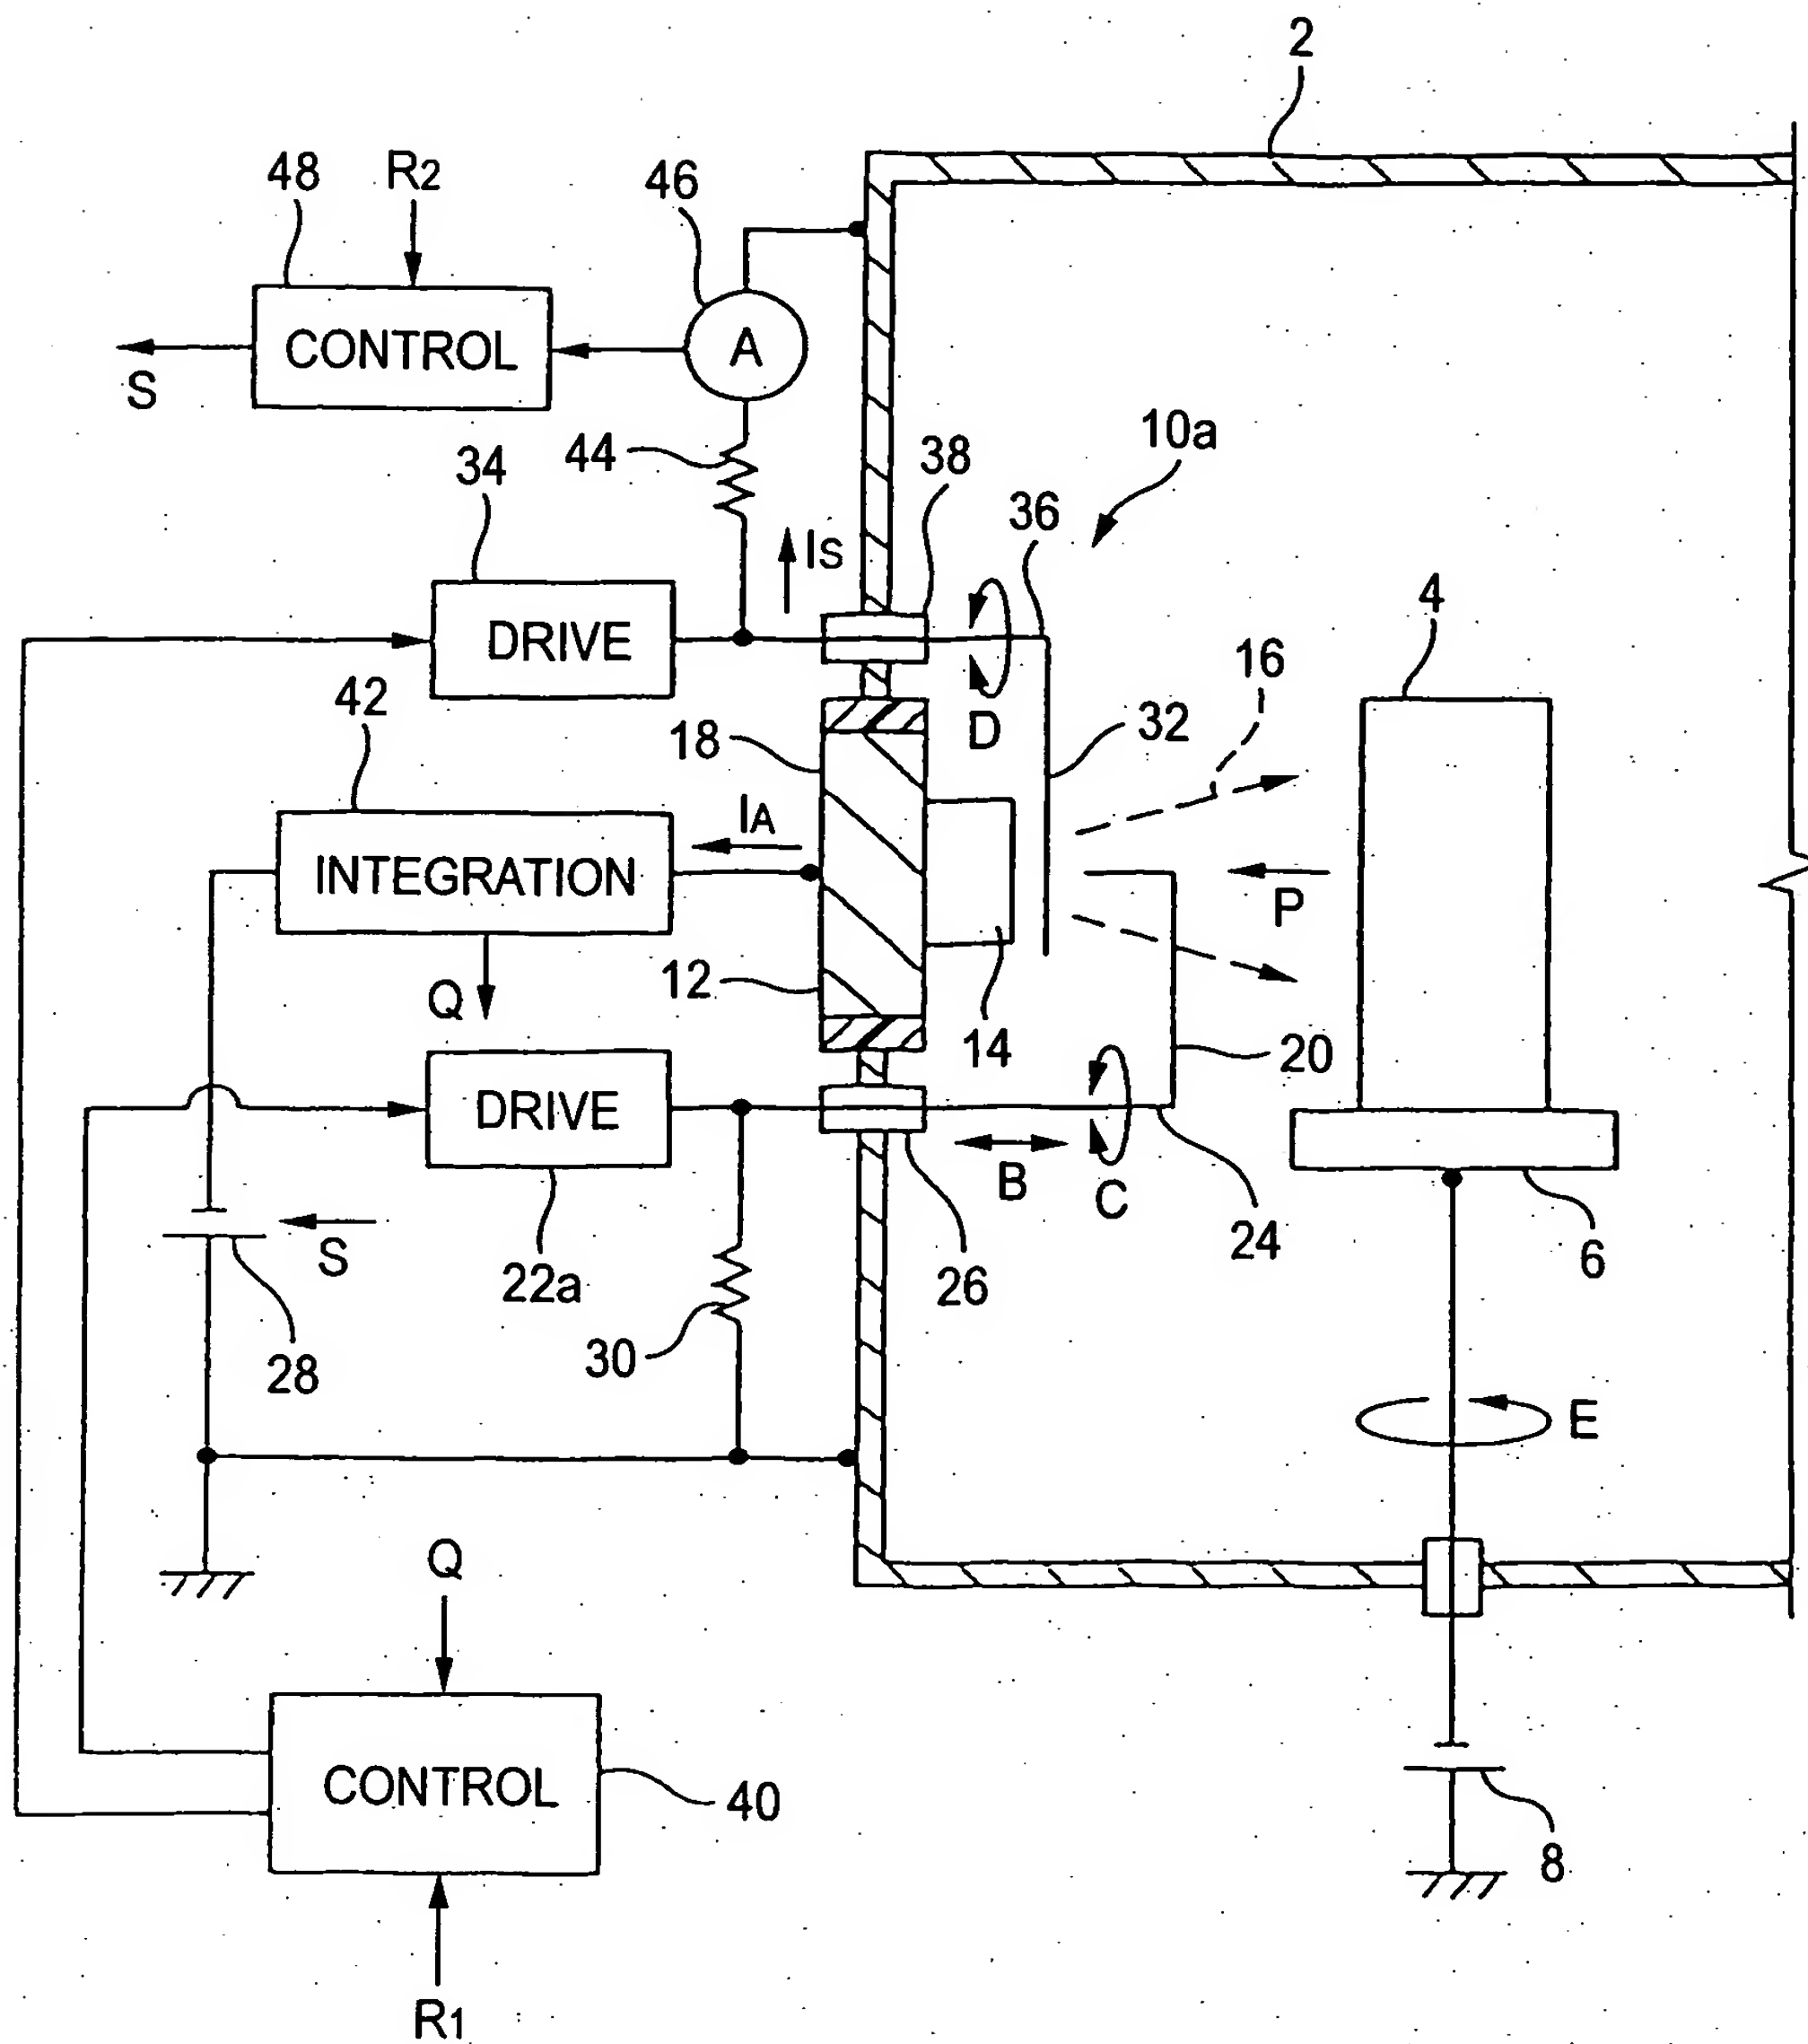 2
48
R2
46
CONTROL
A
S
10a
44
38
34
36
IS
4
DRIVE
16
42
D
32
18
IA
INTEGRATION
P
12
Q
14
20
DRIVE
B
C
24
6
S
22a
26
30
28
E
Q
CONTROL
40
8
R1